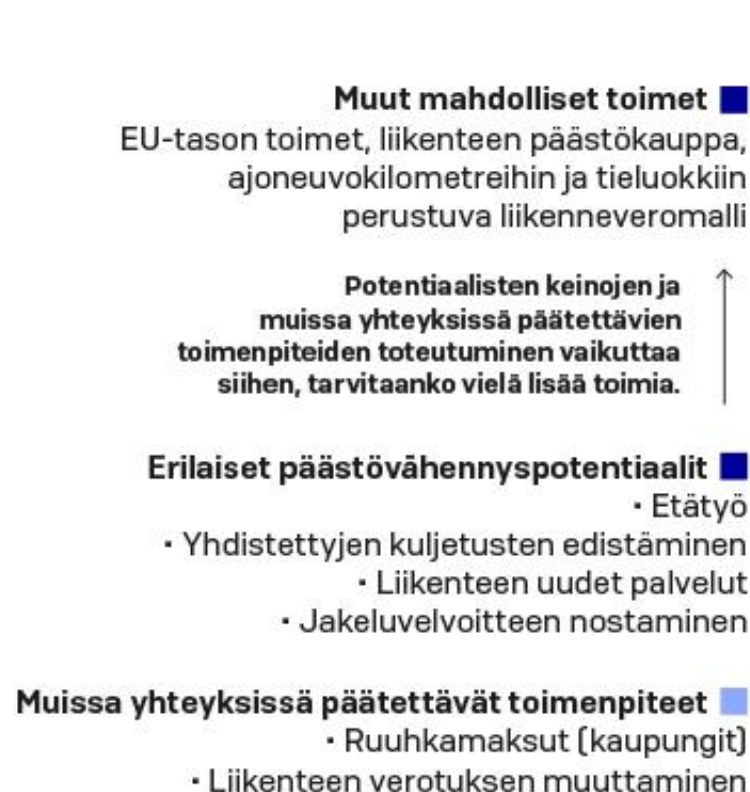 Muut mahdolliset toimet
EU-tason toimet, liikenteen päästökauppa,
ajoneuvokilometreihin ja tieluokkiin
perustuva liikenneveromalli
Potentiaalisten keinojen ja
muissa yhteyksissä päätettävien
toimenpiteiden toteutuminen vaikuttaa
siihen, tarvitaanko vielä lisää toimia.
Erilaiset päästövähennyspotentiaalit
· Etätyö
· Yhdistettyjen kuljetusten edistäminen
· Liikenteen uudet palvelut
· Jakeluvelvoitteen nostaminen
Muissa yhteyksissä päätettävät toimenpiteet
· Ruuhkamaksut (kaupungit)
· Liikenteen verotuksen muuttaminen